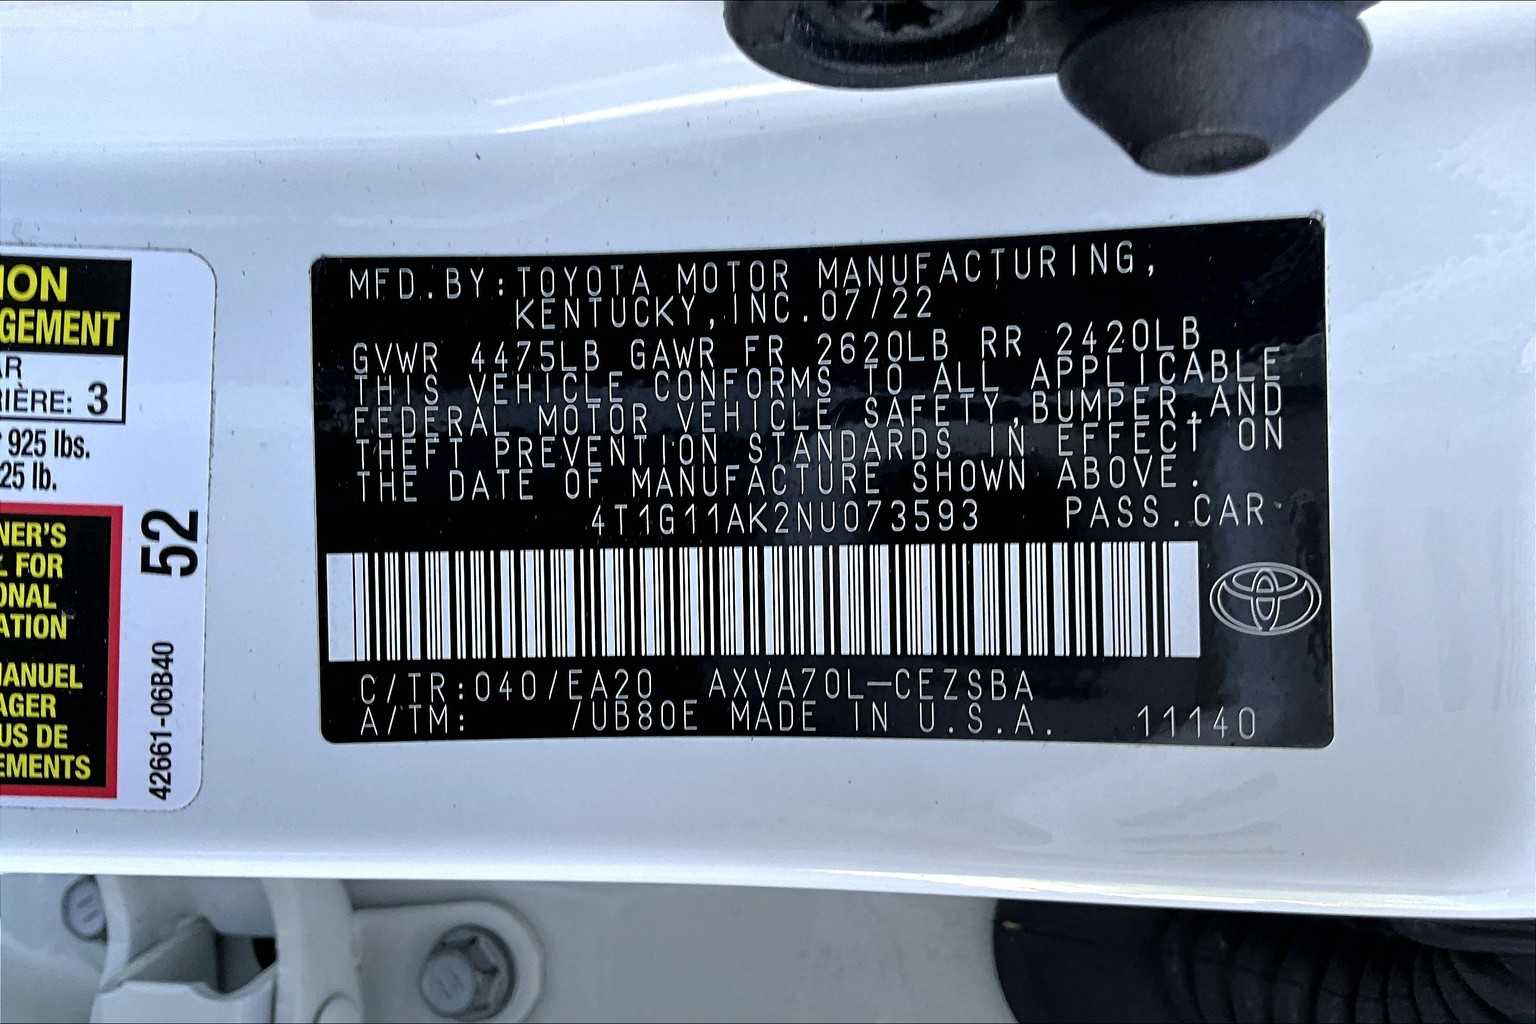 ION
GEMENT
AR
RIÈRE: 3
925 lbs.
25 lb.
NER'S
FOR
ONAL
ATION
MANUEL
AGER
US DE
EMENTS
52
42661-06B40
MFD.BY:TOYOTA MOTOR MANUFACTURING,
KENTUCKY,INC.07/22
GVWR 4475LB GAWR FR 2620LB RR 2420LB
THIS VEHICLE CONFORMS TO ALL APPLICABLE
FEDERAL MOTOR VEHICLE SAFETY,BUMPER,AND
THEFT PREVENTION STANDARDS IN EFFECT ON
THE DATE OF MANUFACTURE SHOWN ABOVE.
4T1G11AK2NU073593 PASS.CAR
C/TR:040/EA20 AXVA70L-CEZSBA
A/TM: /UB80E MADE IN U.S.A. 11140